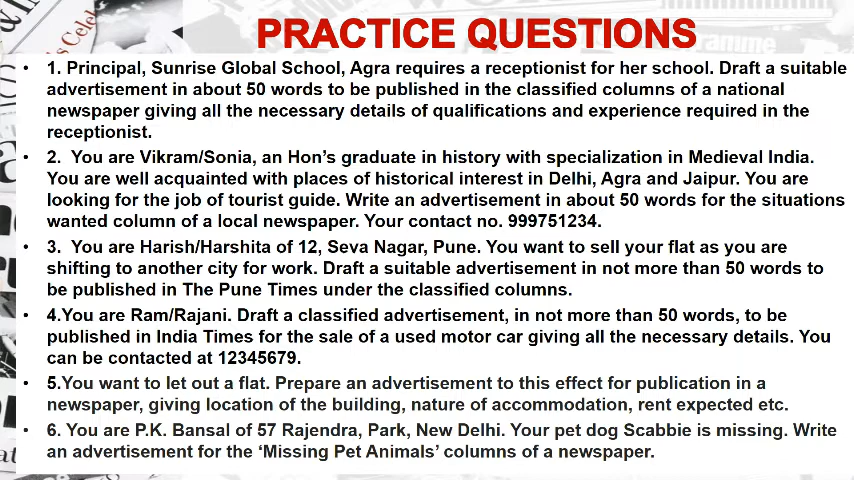 PRACTICE QUESTIONS
• 1. Principal, Sunrise Global School, Agra requires a receptionist for her school. Draft a suitable
advertisement in about 50 words to be published in the classified columns of a national
newspaper giving all the necessary details of qualifications and experience required in the
receptionist.
• 2. You are Vikram/Sonia, an Hon's graduate in history with specialization in Medieval India.
You are well acquainted with places of historical interest in Delhi, Agra and Jaipur. You are
looking for the job of tourist guide. Write an advertisement in about 50 words for the situations
wanted column of a local newspaper. Your contact no. 999751234.
• 3. You are Harish/Harshita of 12, Seva Nagar, Pune. You want to sell your flat as you are
shifting to another city for work. Draft a suitable advertisement in not more than 50 words to
be published in The Pune Times under the classified columns.
• 4.You are Ram/Rajani. Draft a classified advertisement, in not more than 50 words, to be
published in India Times for the sale of a used motor car giving all the necessary details. You
can be contacted at 12345679.
• 5.You want to let out a flat. Prepare an advertisement to this effect for publication in a
newspaper, giving location of the building, nature of accommodation, rent expected etc.
• 6. You are P.K. Bansal of 57 Rajendra, Park, New Delhi. Your pet dog Scabbie is missing. Write
an advertisement for the 'Missing Pet Animals' columns of a newspaper.